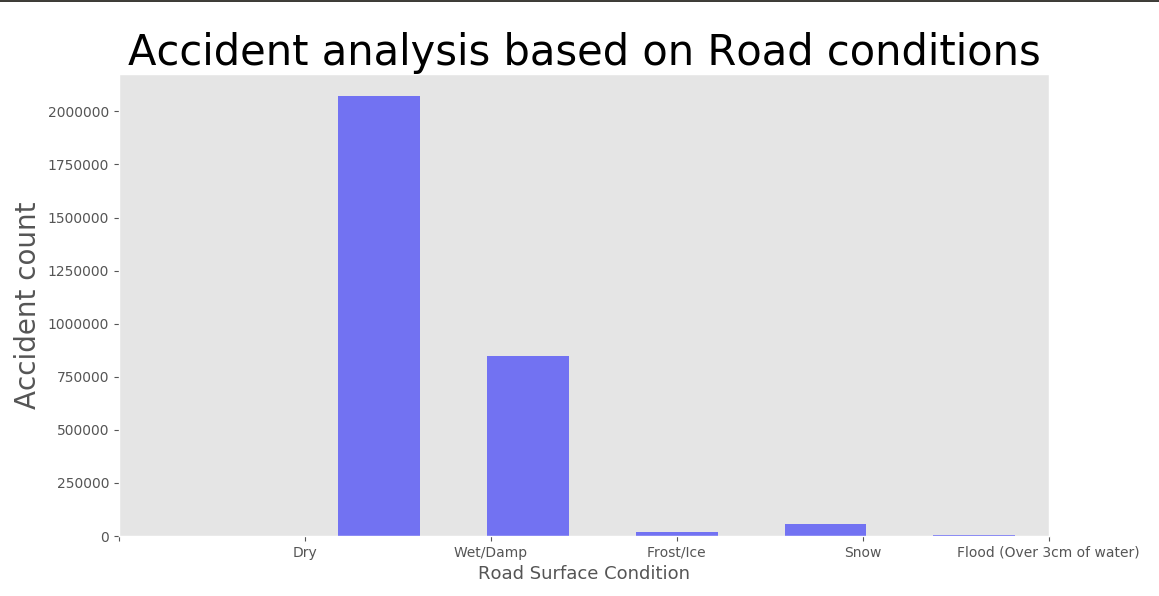 Accident analysis based on Road conditions
2000000
1750000
1500000
1250000
1000000
750000
500000
250000
0
Accident count
Dry Wet/Damp Frost/Ice Snow Flood (Over 3cm of water)
Road Surface Condition